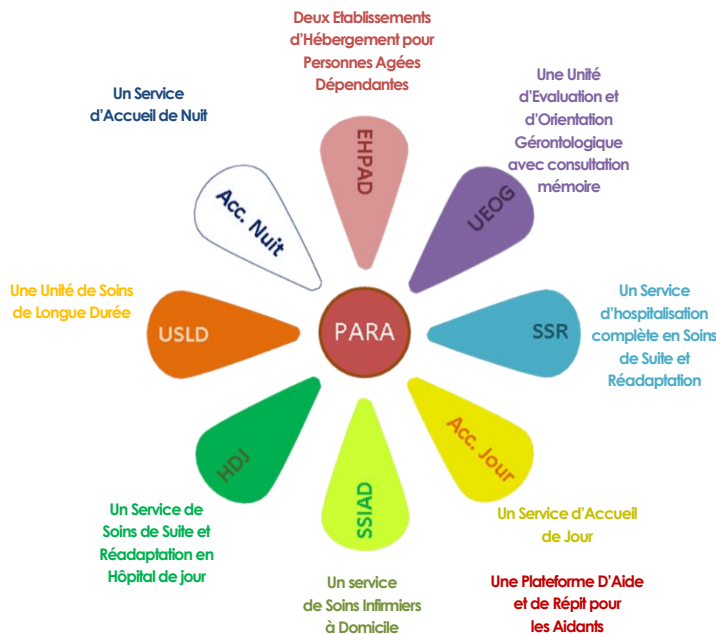 Deux Etablissements
d'Hébergement pour
Personnes Agées
Dépendantes
Une Unité
d'Evaluation et
d'Orientation
Gérontologique
avec consultation
mémoire
Un Service
d'Accueil de Nuit
EHPAD
UEOG
Acc. Nuit
Une Unité de Soins
de Longue Durée
USLD
PARA
SSR
Un Service
d'hospitalisation
complète en Soins
de Suite et
Réadaptation
HDJ
SSIAD
Acc. Jour
Un Service de
Soins de Suite et
Réadaptation en
Hôpital de jour
Un Service d'Accueil
de Jour
Un service
de Soins Infirmiers
à Domicile
Une Plateforme D'Aide
et de Répit pour
les Aidants